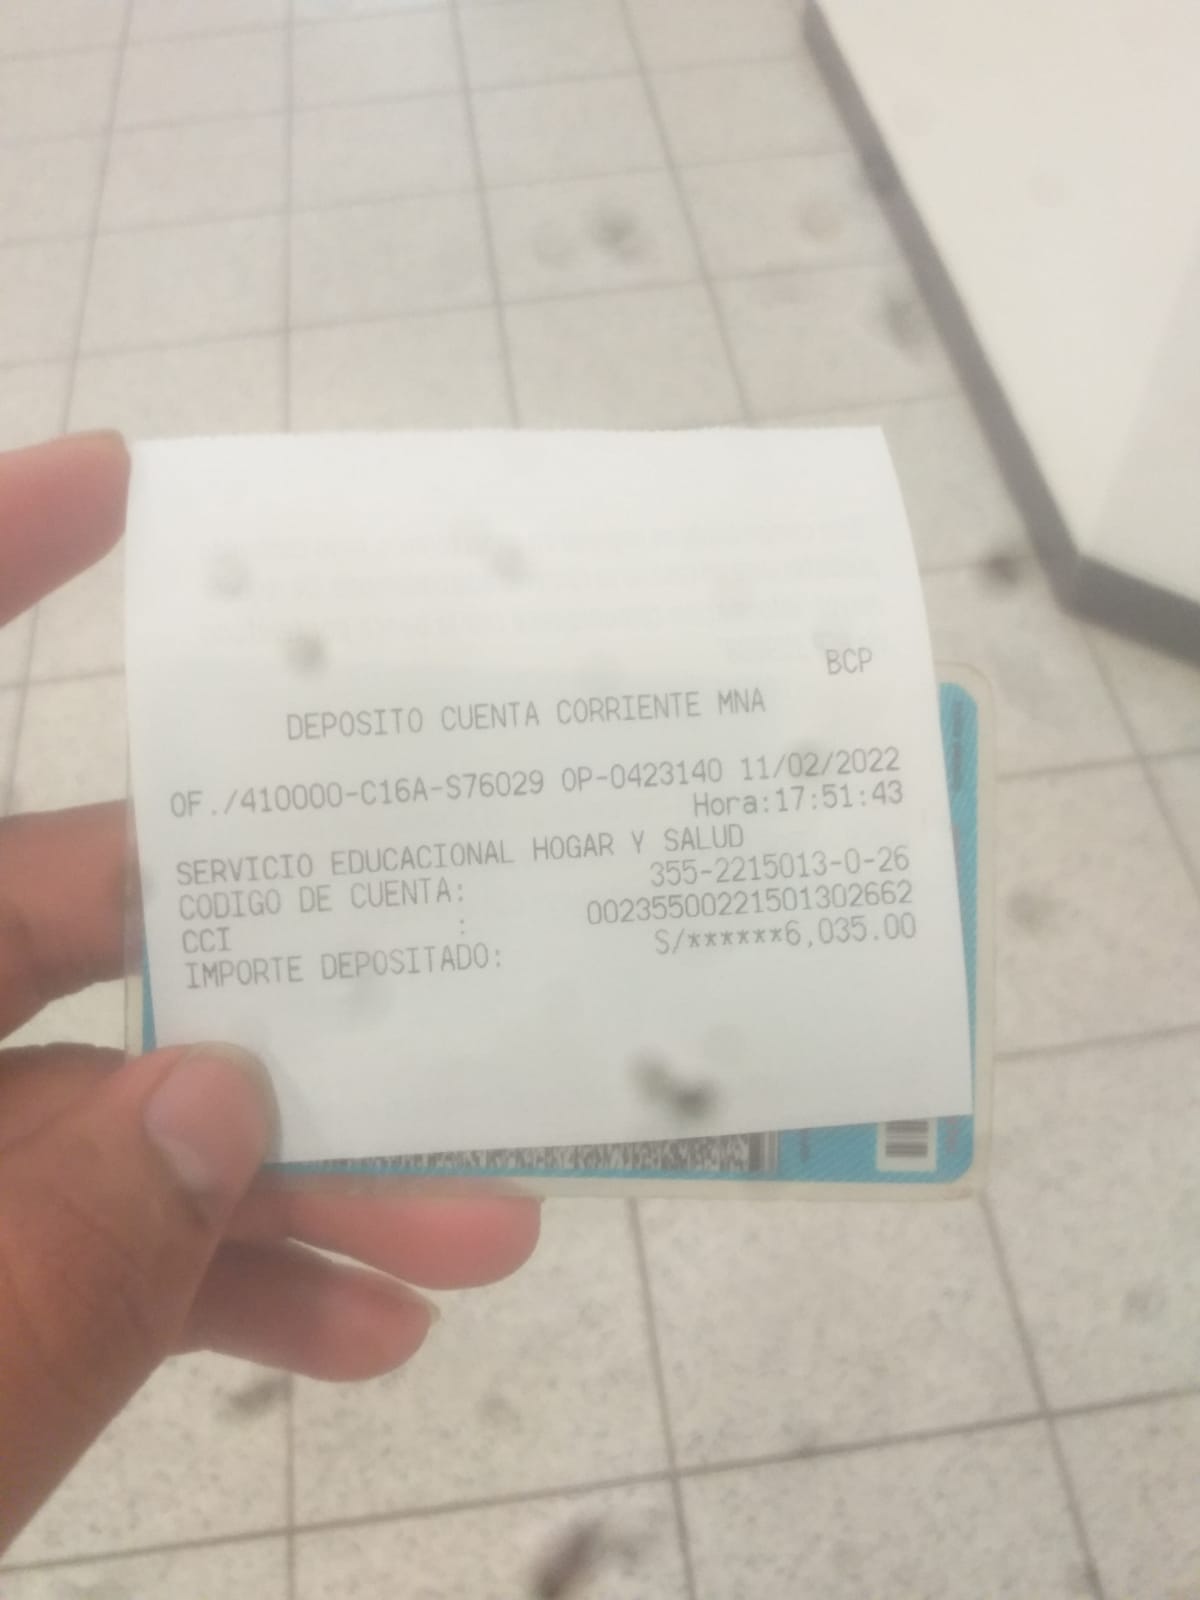 BCP
DEPOSITO CUENTA CORRIENTE MNA
OF./410000-C16A-S76029 OP-0423140 11/02/2022
Hora:17:51:43
SERVICIO EDUCACIONAL HOGAR Y SALUD
CODIGO DE CUENTA: 355-2215013-0-26
CCI : 00235500221501302662
IMPORTE DEPOSITADO: S/******6,035.00